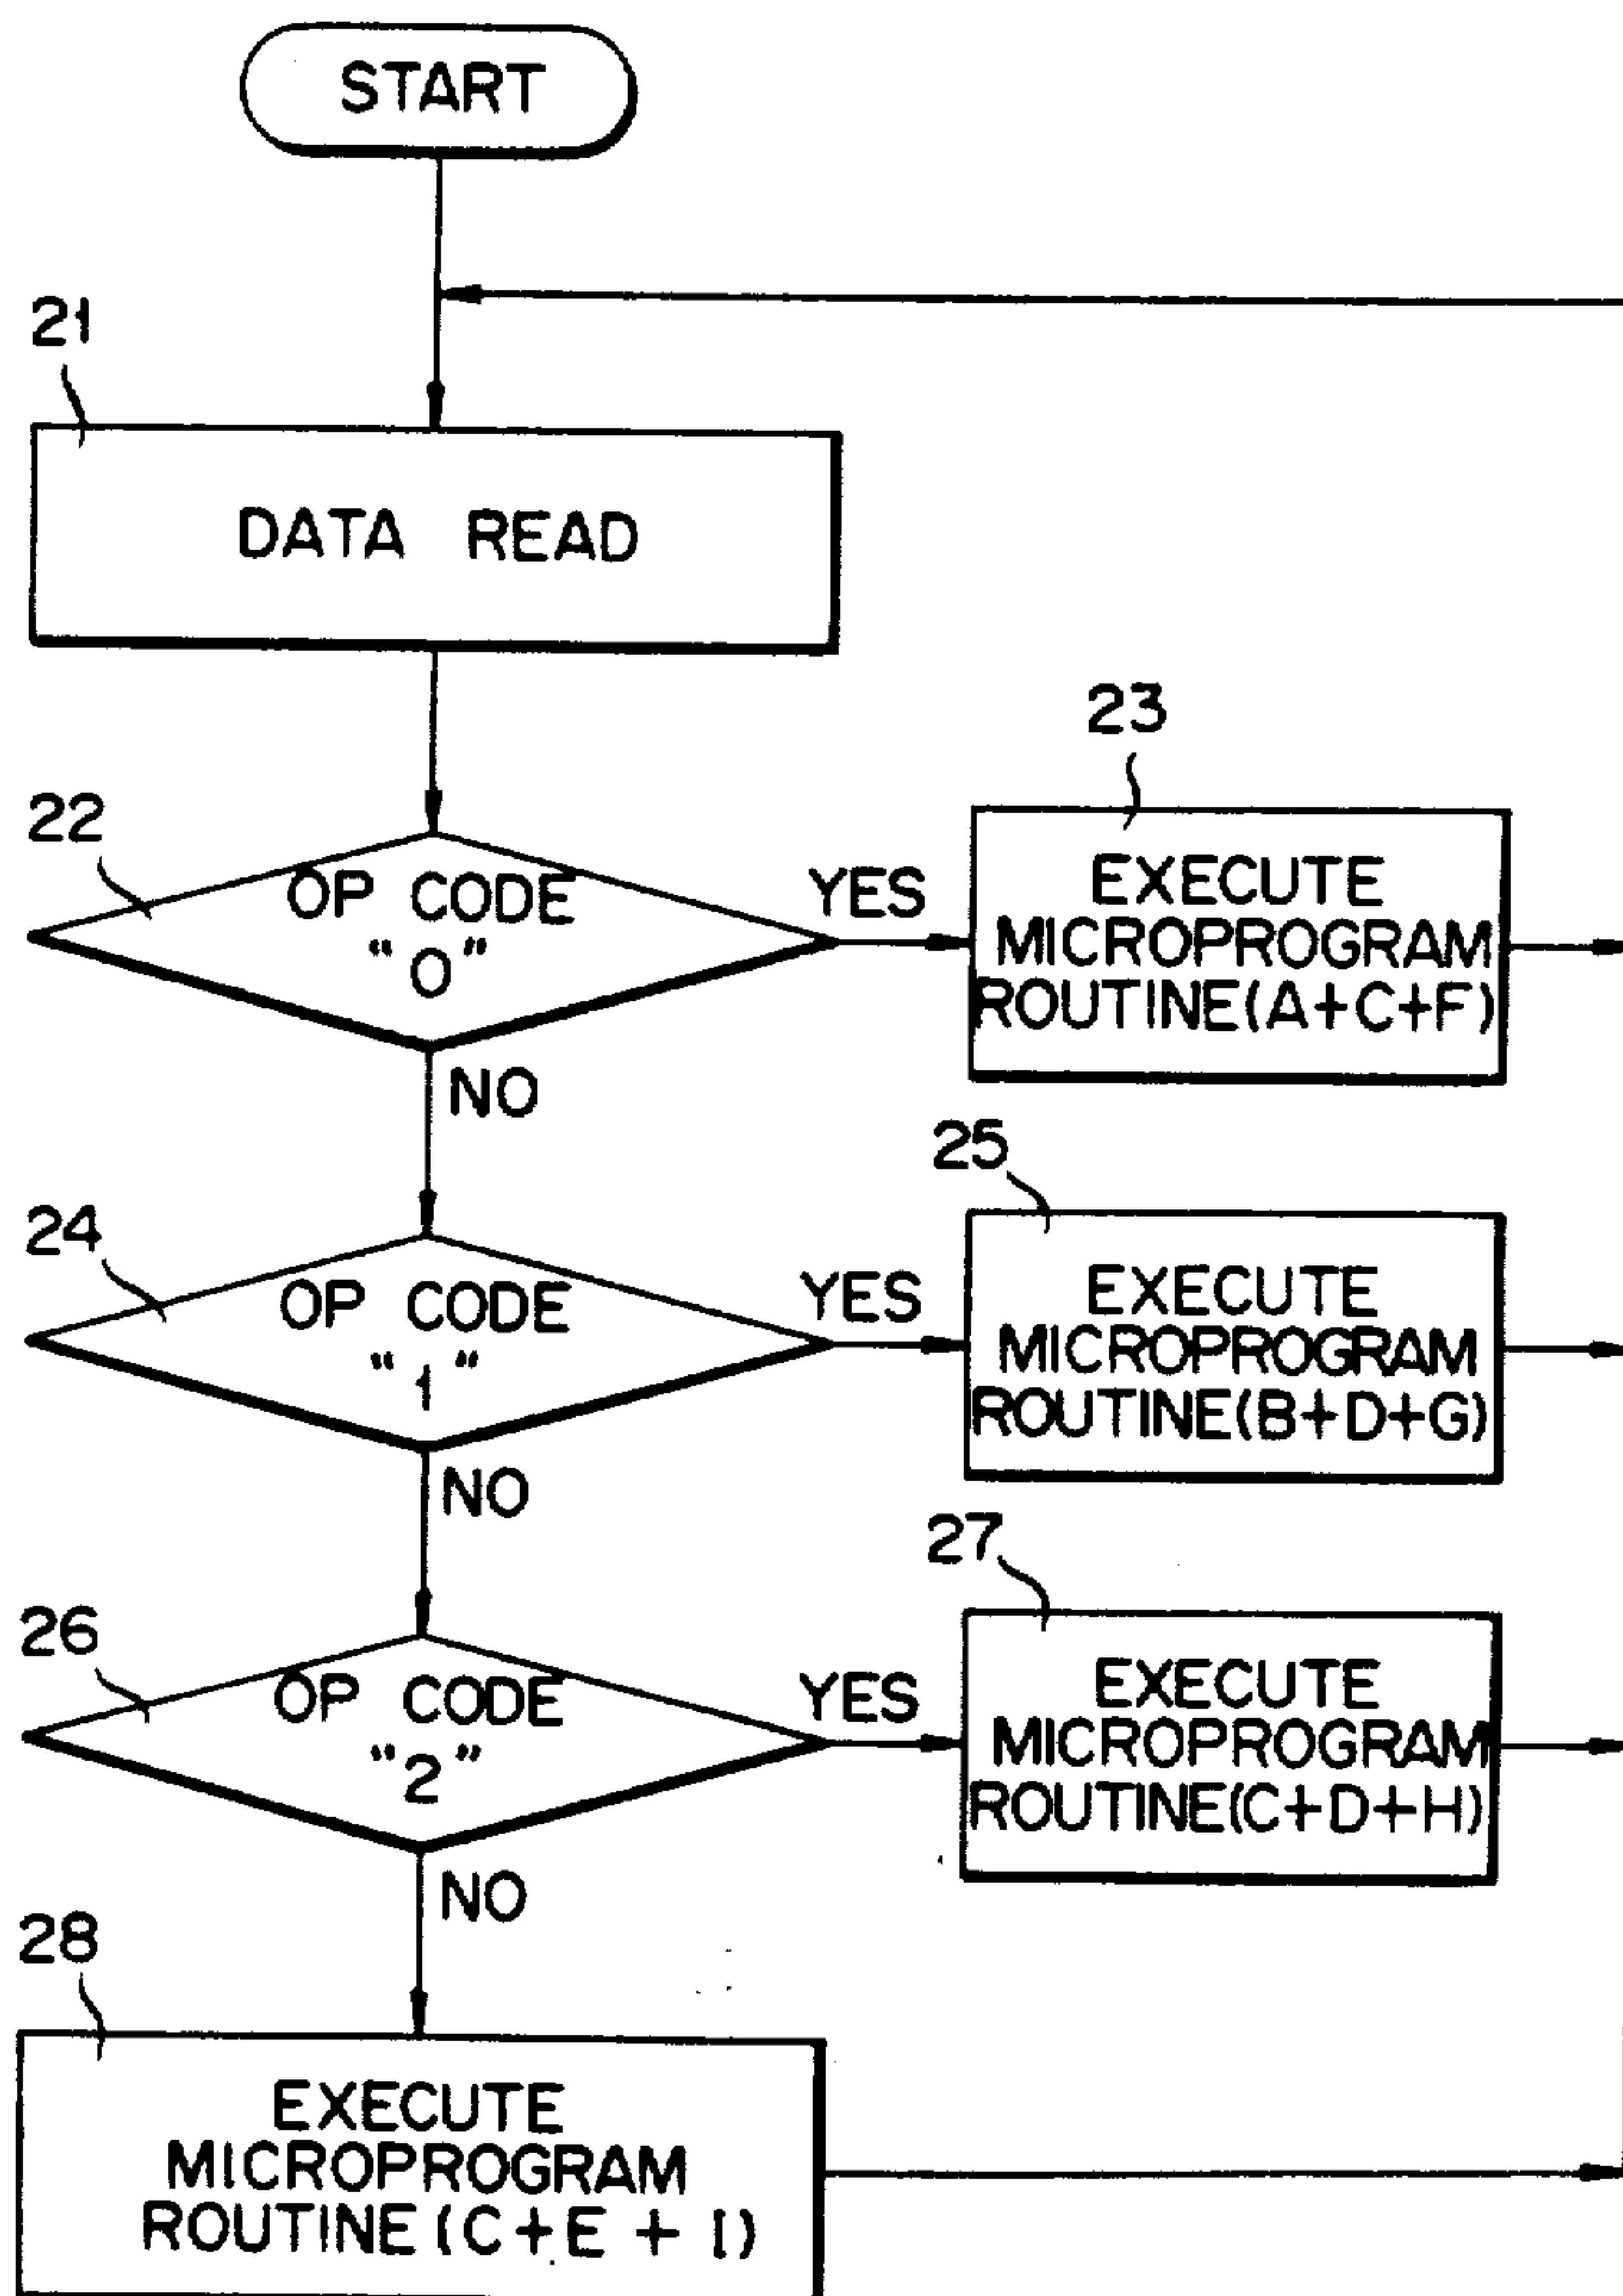 START
21
DATA READ
22
OP CODE
"0"
YES
23
EXECUTE
MICROPROGRAM
ROUTINE(A+C+F)
NO
24
OP CODE
"1"
YES
25
EXECUTE
MICROPROGRAM
ROUTINE(B+D+G)
NO
26
OP CODE
"2"
YES
27
EXECUTE
MICROPROGRAM
ROUTINE(C+D+H)
NO
28
EXECUTE
MICROPROGRAM
ROUTINE(C+E+I)